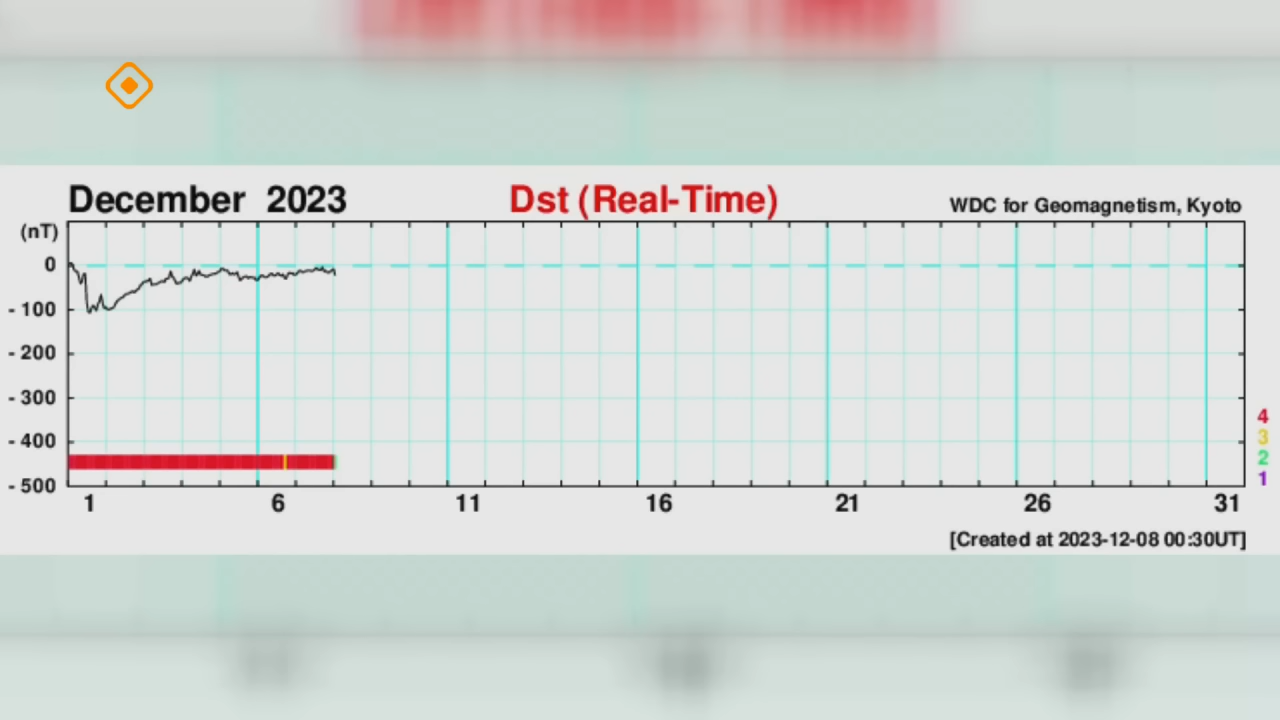 December 2023 Dst (Real-Time) WDC for Geomagnetism, Kyoto
(nT)
0
- 100
- 200
- 300
- 400
- 500
4
3
2
1
1 6 11 16 21 26 31
[Created at 2023-12-08 00:30UT]